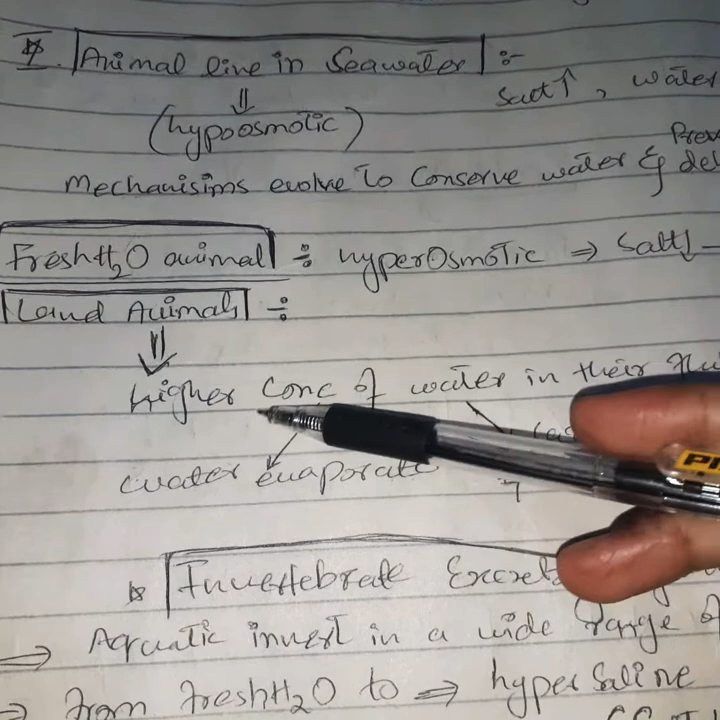 I. Animal live in Seawater :-
Salt↑, water
⇓
(hypoosmotic)
Mechanisims evolve to Conserve water &
FreshH₂O animal ÷ hyperOsmotic ⇒ Salt↓
Land Animals ÷
⇓
higher conc of water in their
water evaporate
Invertebrate
⇒ Aquatic invert in a wide range of
⇒ from freshH₂O to ⇒ hyper Saline